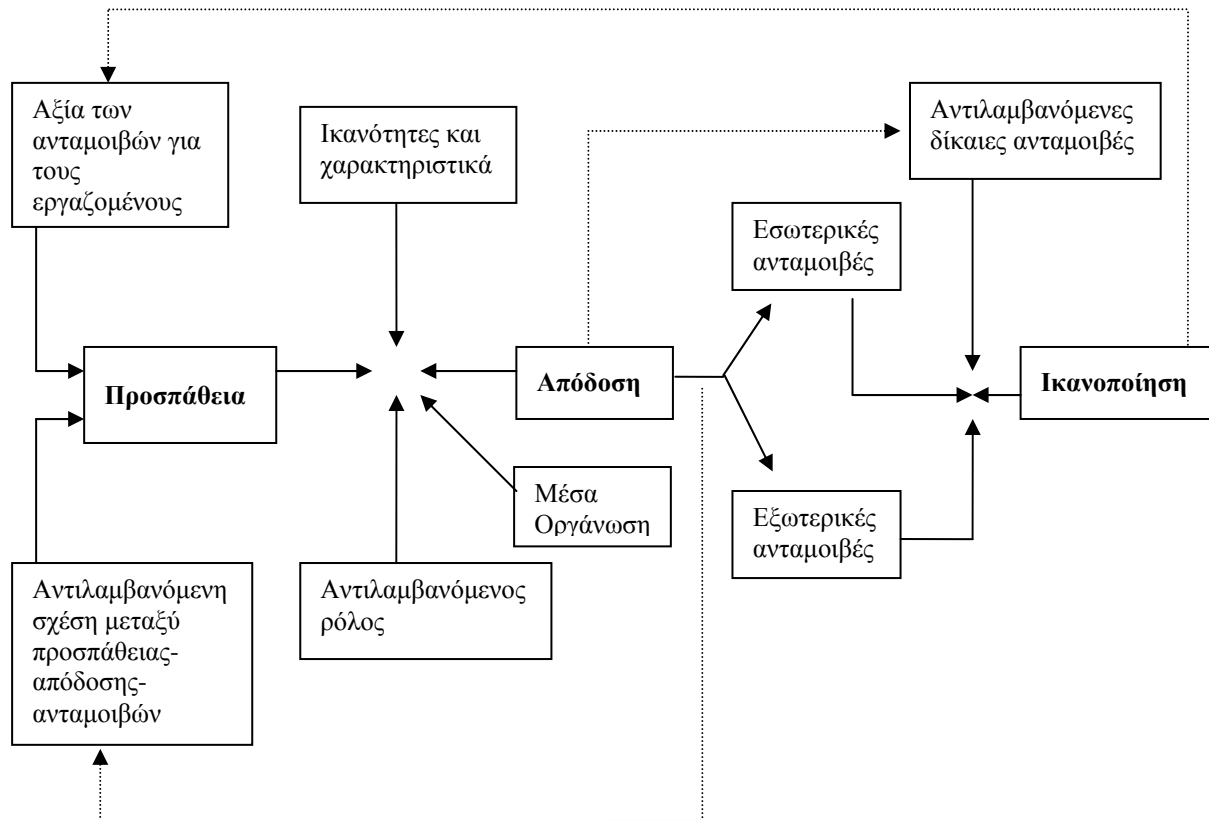 Αξία των
ανταμοιβών για
τους
εργαζομένους
Ικανότητες και
χαρακτηριστικά
Αντιλαμβανόμενες
δίκαιες ανταμοιβές
Εσωτερικές
ανταμοιβές
Προσπάθεια
Απόδοση
Ικανοποίηση
Μέσα
Οργάνωση
Εξωτερικές
ανταμοιβές
Αντιλαμβανόμενη
σχέση μεταξύ
προσπάθειας-
απόδοσης-
ανταμοιβών
Αντιλαμβανόμενος
ρόλος